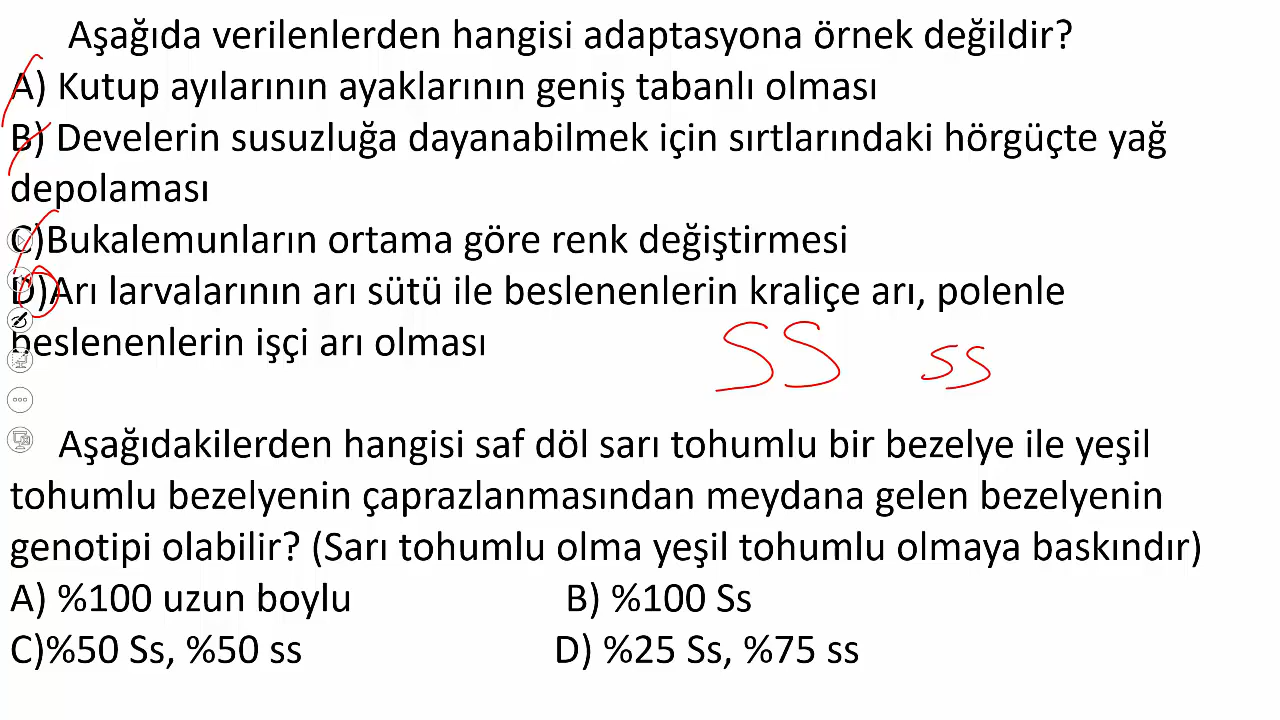 Aşağıda verilenlerden hangisi adaptasyona örnek değildir?
A) Kutup ayılarının ayaklarının geniş tabanlı olması
B) Develerin susuzluğa dayanabilmek için sırtlarındaki hörgüçte yağ
depolaması
C)Bukalemunların ortama göre renk değiştirmesi
D)Arı larvalarının arı sütü ile beslenenlerin kraliçe arı, polenle
beslenenlerin işçi arı olması
SS ss
Aşağıdakilerden hangisi saf döl sarı tohumlu bir bezelye ile yeşil
tohumlu bezelyenin çaprazlanmasından meydana gelen bezelyenin
genotipi olabilir? (Sarı tohumlu olma yeşil tohumlu olmaya baskındır)
A) %100 uzun boylu B) %100 Ss
C)%50 Ss, %50 ss D) %25 Ss, %75 ss